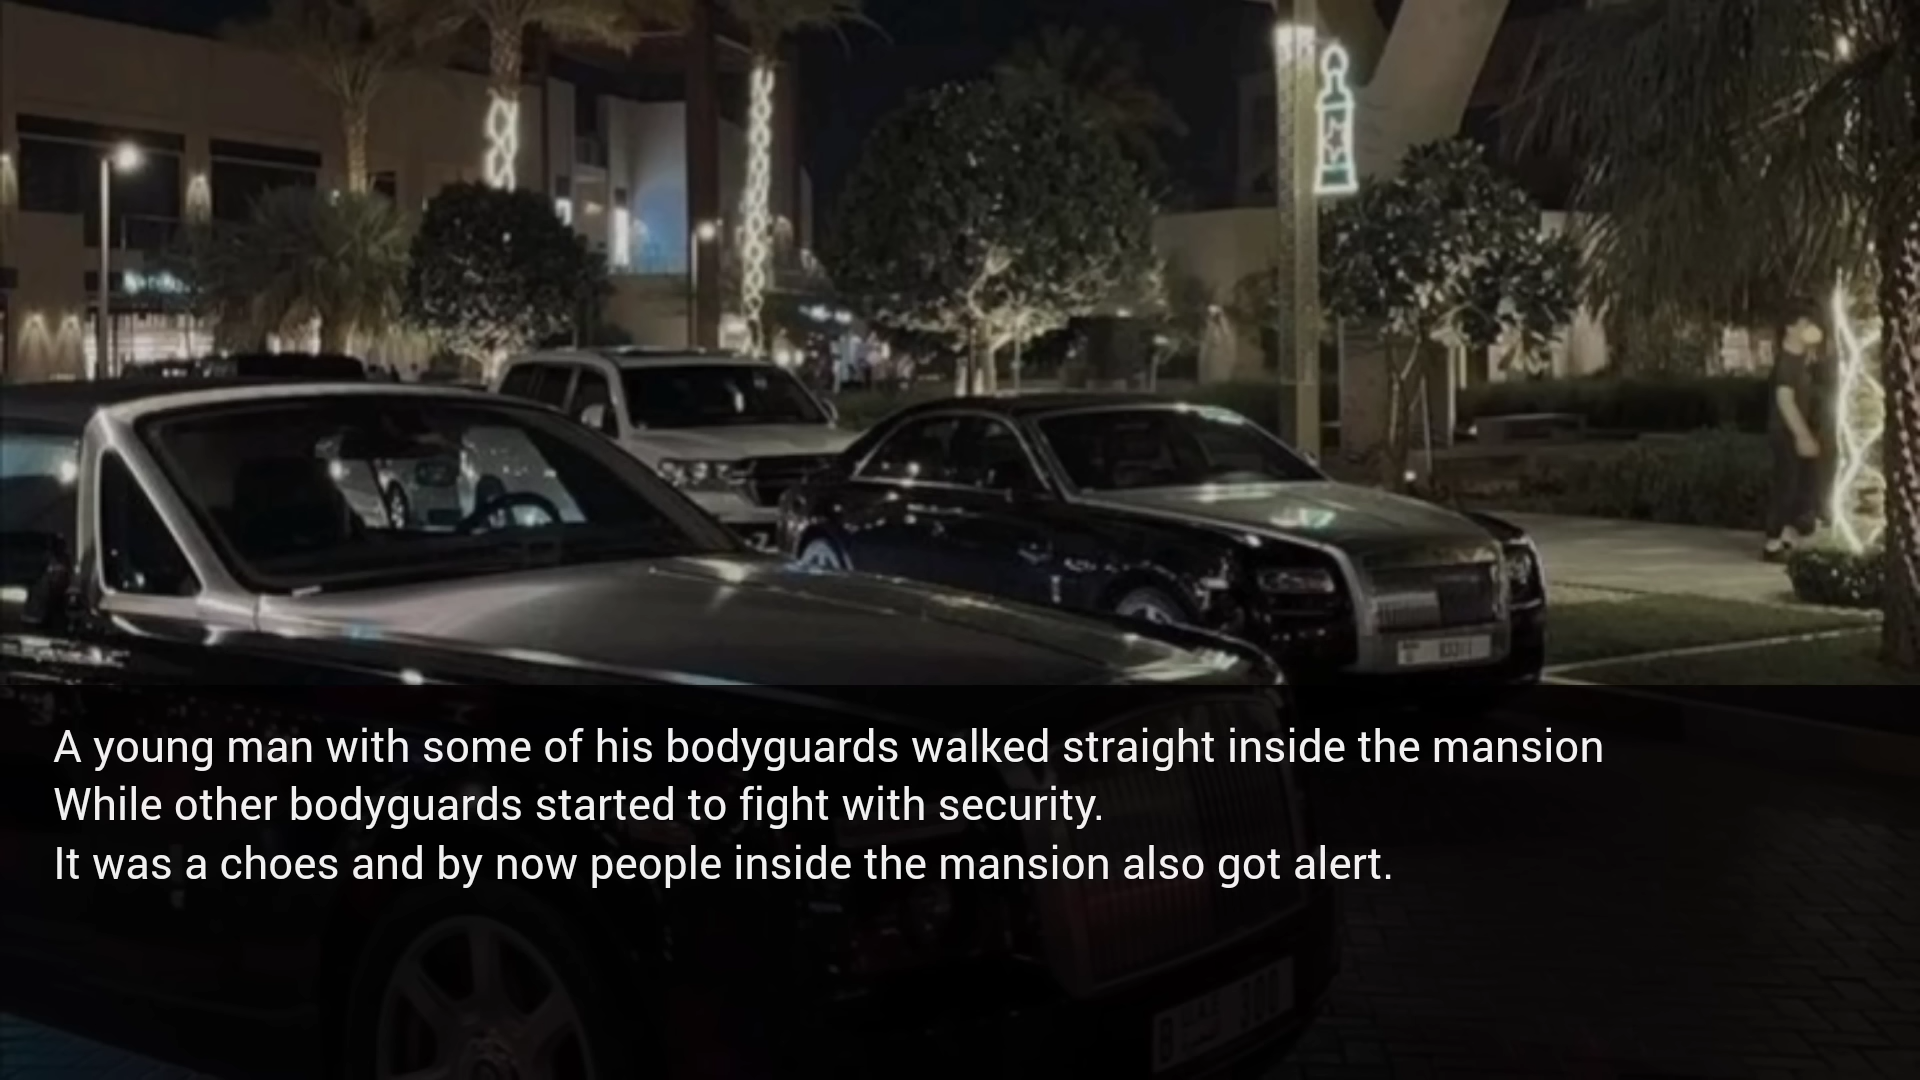 A young man with some of his bodyguards walked straight inside the mansion
While other bodyguards started to fight with security.
It was a choes and by now people inside the mansion also got alert.
300